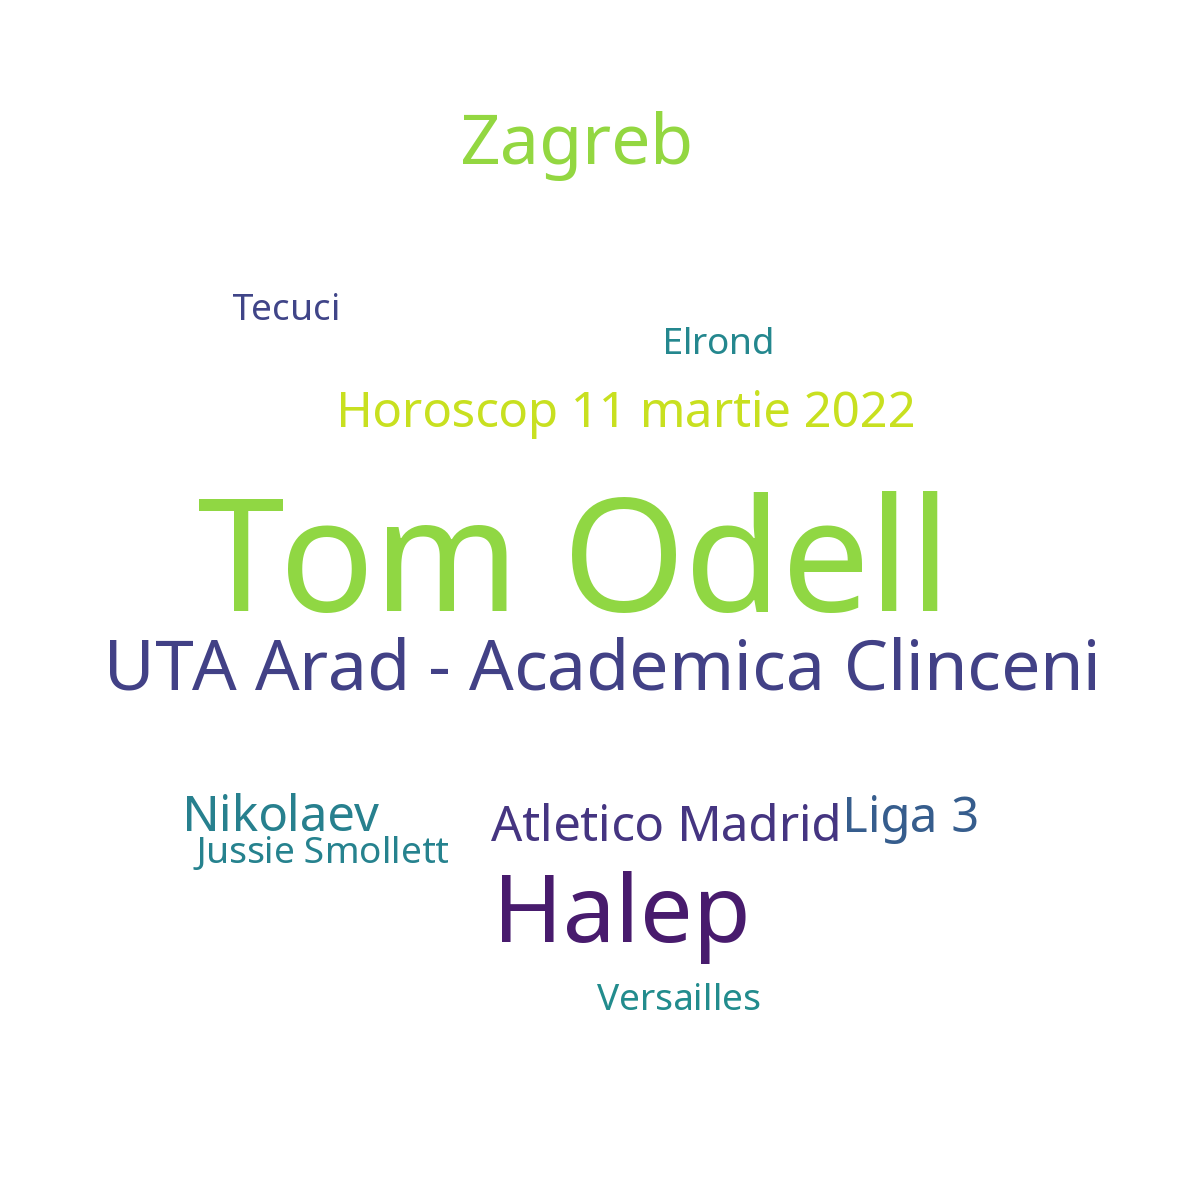 Zagreb
Tecuci
Elrond
Horoscop 11 martie 2022
Tom Odell
UTA Arad - Academica Clinceni
Nikolaev
Atletico Madrid
Liga 3
Jussie Smollett
Halep
Versailles